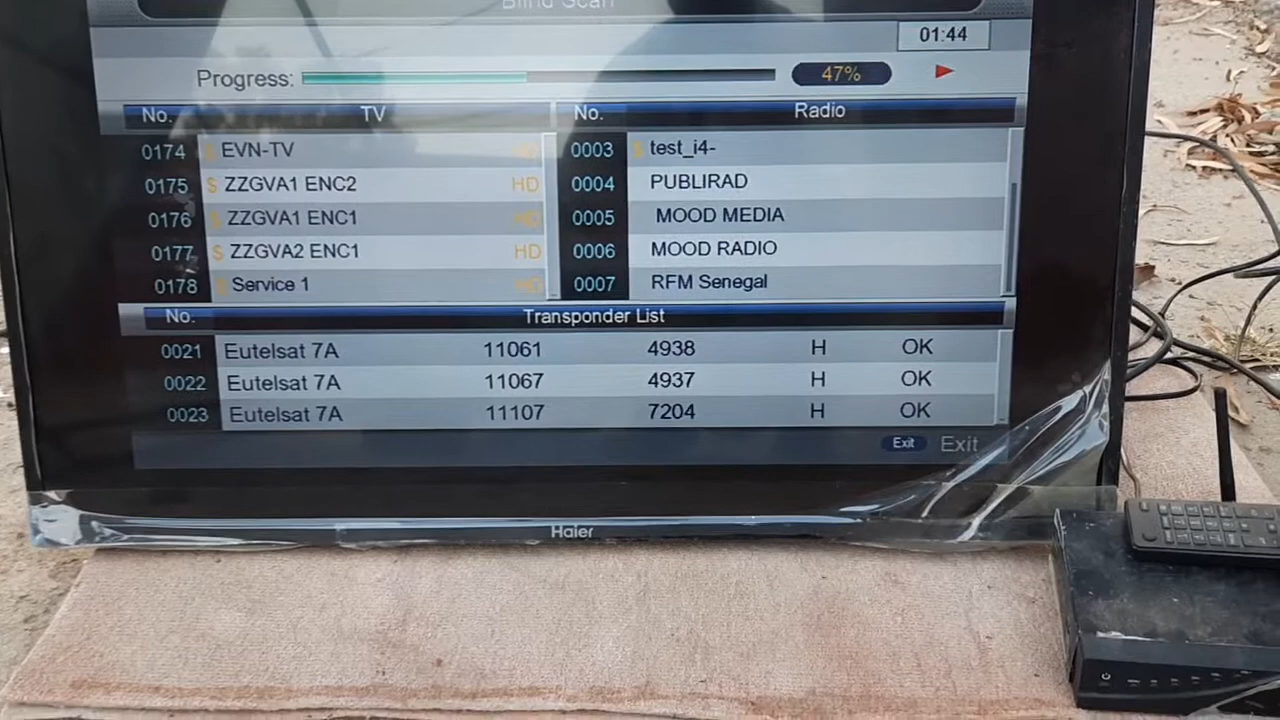 Blind Scan
01:44
Progress: 47%
No. TV No. Radio
0174 $ EVN-TV HD 0003 $ test_i4-
0175 $ ZZGVA1 ENC2 HD 0004 PUBLIRAD
0176 $ ZZGVA1 ENC1 HD 0005 MOOD MEDIA
0177 $ ZZGVA2 ENC1 HD 0006 MOOD RADIO
0178 $ Service 1 HD 0007 RFM Senegal
No. Transponder List
0021 Eutelsat 7A 11061 4938 H OK
0022 Eutelsat 7A 11067 4937 H OK
0023 Eutelsat 7A 11107 7204 H OK
Exit Exit
Haier